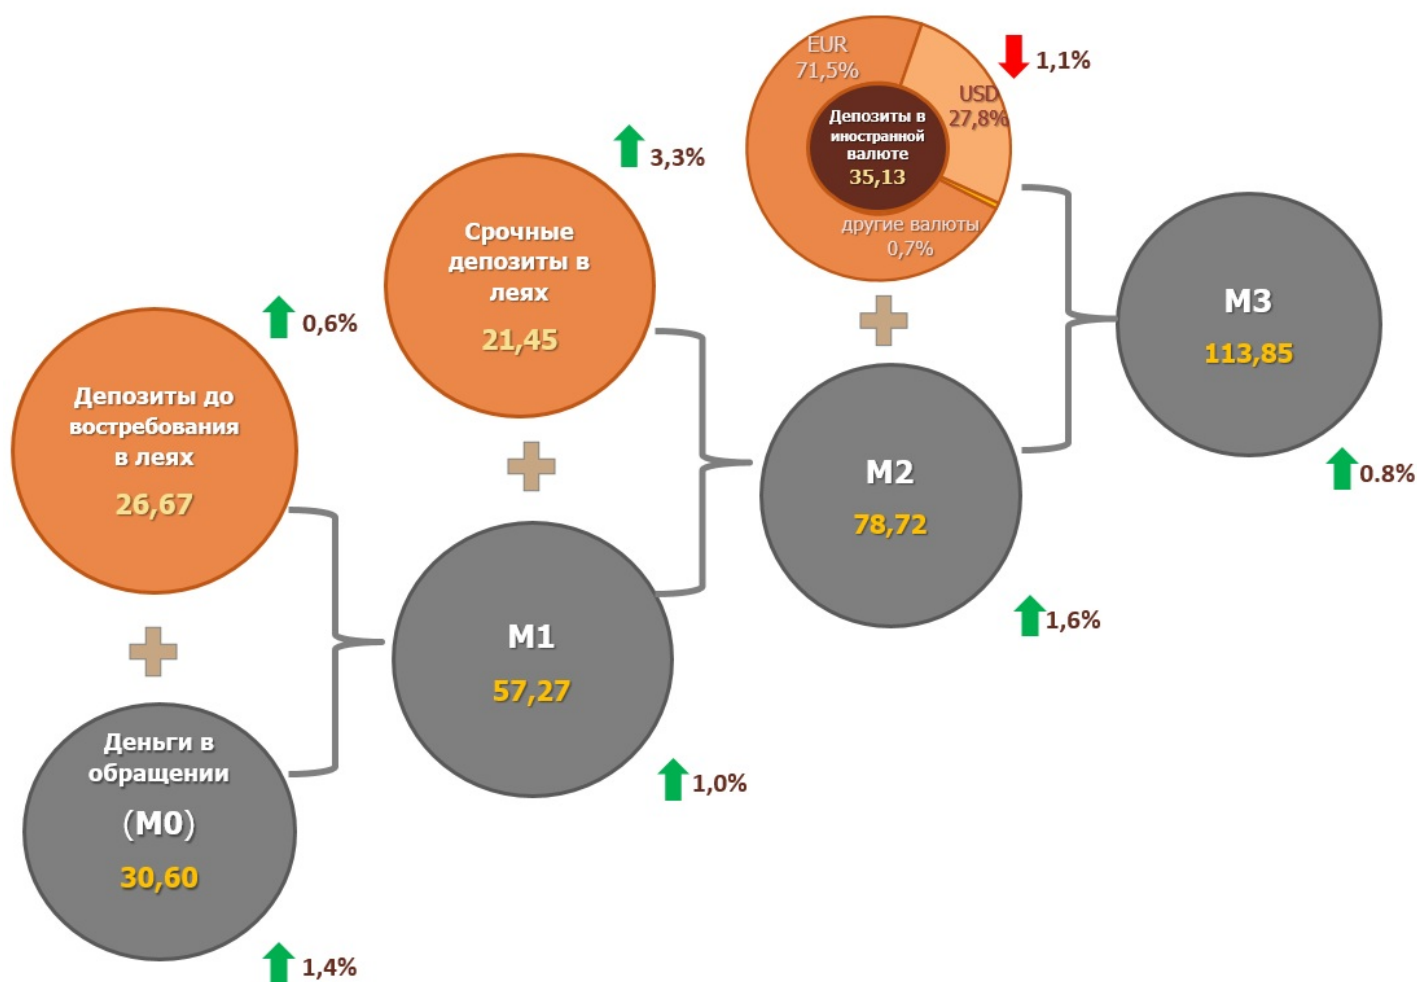 EUR
71,5%
USD
27,8%
Депозиты в
иностранной
валюте
35,13
другие валюты
0,7%
1,1%
3,3%
Срочные
депозиты в
леях
21,45
0,6%
Депозиты до
востребования
в леях
26,67
M3
113,85
0.8%
M2
78,72
1,6%
M1
57,27
1,0%
Деньги в
обращении
(M0)
30,60
1,4%